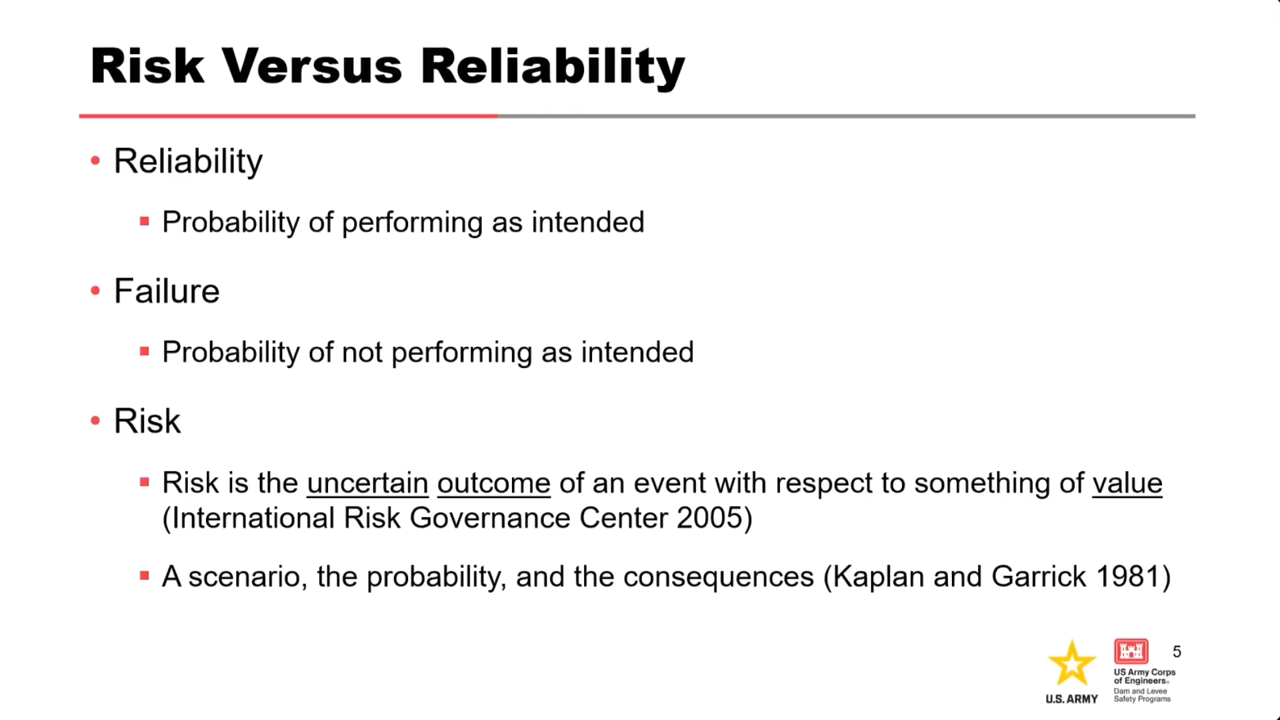 Risk Versus Reliability
• Reliability
▪ Probability of performing as intended
• Failure
▪ Probability of not performing as intended
• Risk
▪ Risk is the uncertain outcome of an event with respect to something of value
(International Risk Governance Center 2005)
▪ A scenario, the probability, and the consequences (Kaplan and Garrick 1981)
U.S. ARMY
US Army Corps
of Engineers®
Dam and Levee
Safety Programs
5